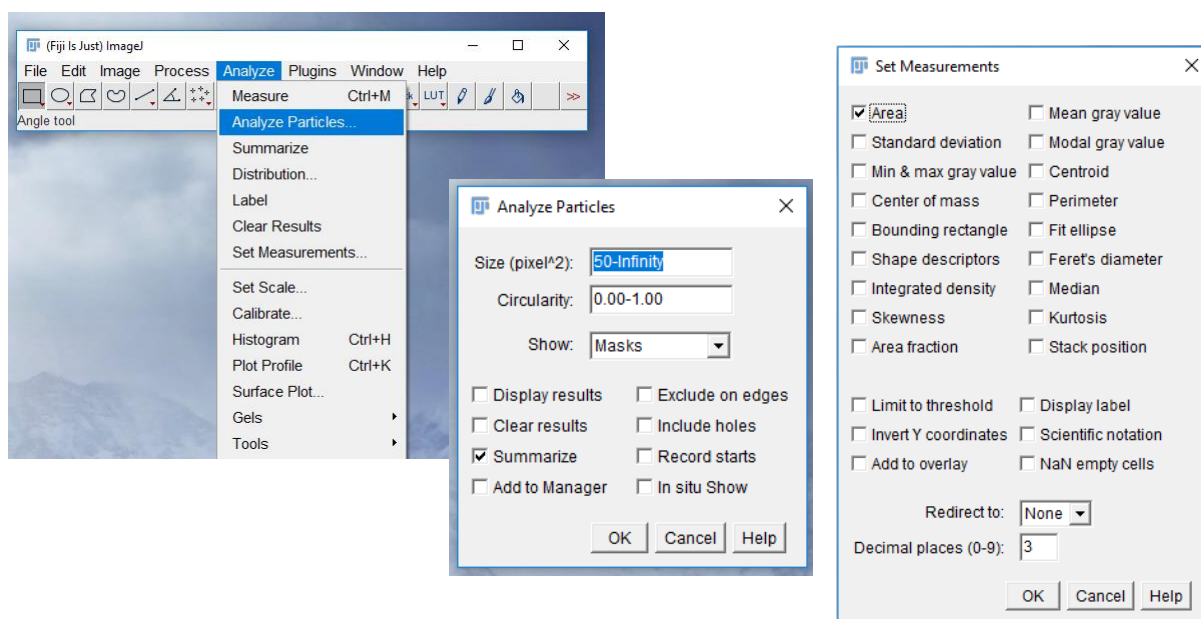 (Fiji Is Just) ImageJ
File Edit Image Process Analyze Plugins Window Help
LUT
>>
Angle tool
Measure Ctrl+M
Analyze Particles...
Summarize
Distribution...
Label
Clear Results
Set Measurements...
Set Scale...
Calibrate...
Histogram Ctrl+H
Plot Profile Ctrl+K
Surface Plot...
Gels
Tools
Analyze Particles
Size (pixel^2): 50-Infinity
Circularity: 0.00-1.00
Show: Masks
Display results Exclude on edges
Clear results Include holes
Summarize Record starts
Add to Manager In situ Show
OK Cancel Help
Set Measurements
Area Mean gray value
Standard deviation Modal gray value
Min & max gray value Centroid
Center of mass Perimeter
Bounding rectangle Fit ellipse
Shape descriptors Feret's diameter
Integrated density Median
Skewness Kurtosis
Area fraction Stack position
Limit to threshold Display label
Invert Y coordinates Scientific notation
Add to overlay NaN empty cells
Redirect to: None
Decimal places (0-9): 3
OK Cancel Help